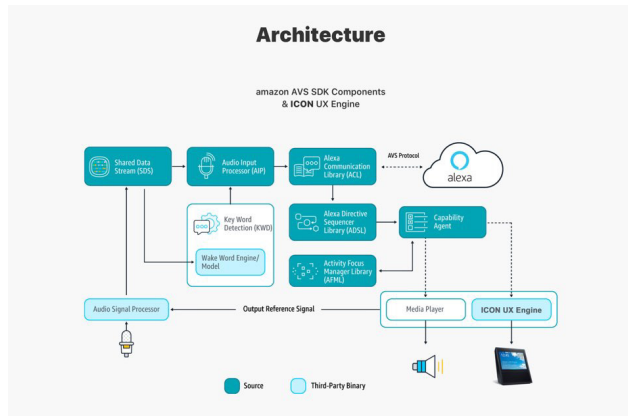 Architecture
amazon AVS SDK Components
& ICON UX Engine
Shared Data
Stream (SDS)
Audio Input
Processor (AIP)
Alexa
Communication
Library (ACL)
AVS Protocol
alexa
Key Word
Detection (KWD)
Wake Word Engine/
Model
Alexa Directive
Sequencer
Library (ADSL)
Capability
Agent
Activity Focus
Manager Library
(AFML)
Audio Signal Processor
Output Reference Signal
Media Player
ICON UX Engine
Source
Third-Party Binary